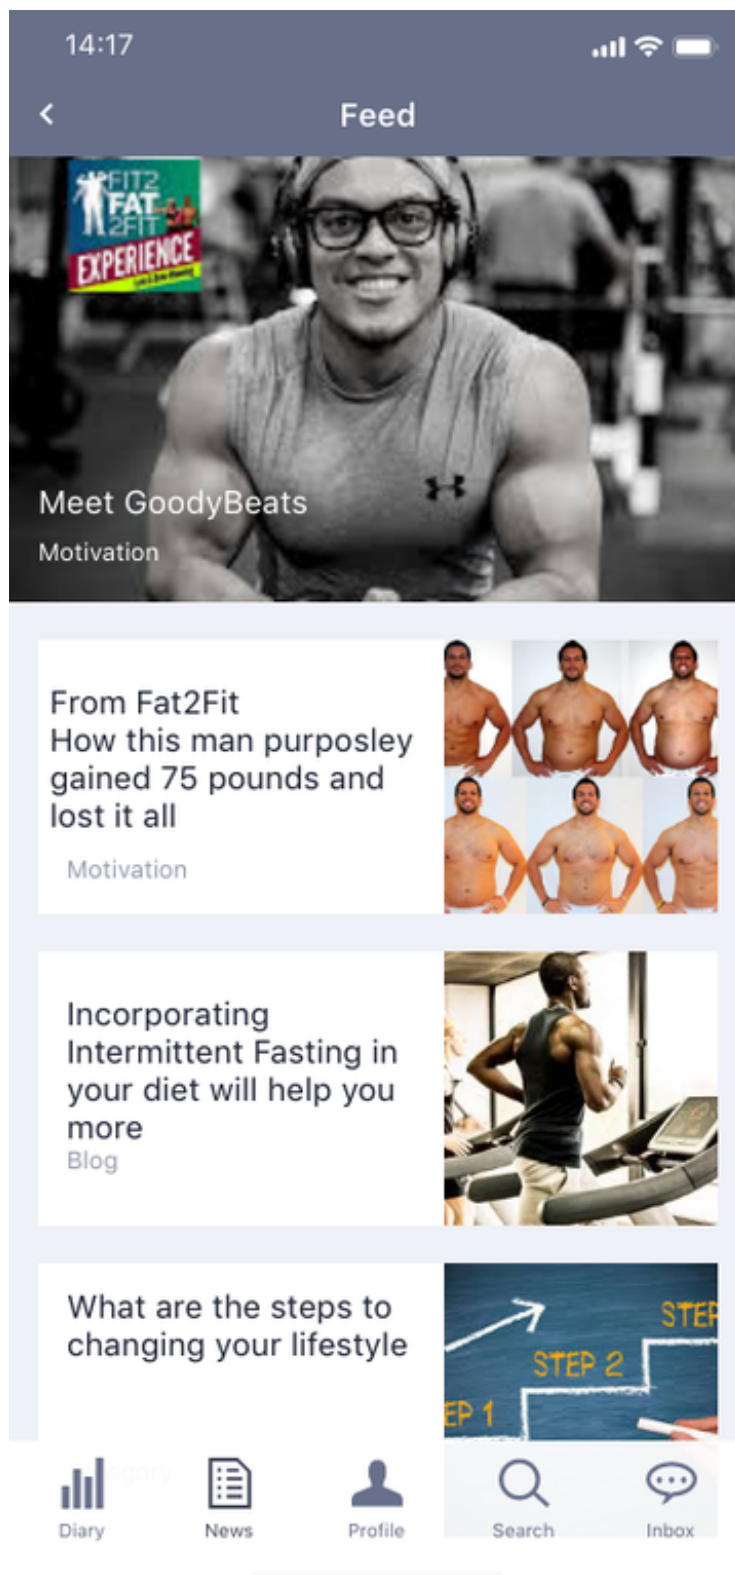 14:17
Feed
FIT2
FAT
2FIT
EXPERIENCE
Meet GoodyBeats
Motivation
From Fat2Fit
How this man purposley
gained 75 pounds and
lost it all
Motivation
Incorporating
Intermittent Fasting in
your diet will help you
more
Blog
What are the steps to
changing your lifestyle
STEP
STEP 2
EP 1
Diary
News
Profile
Search
Inbox